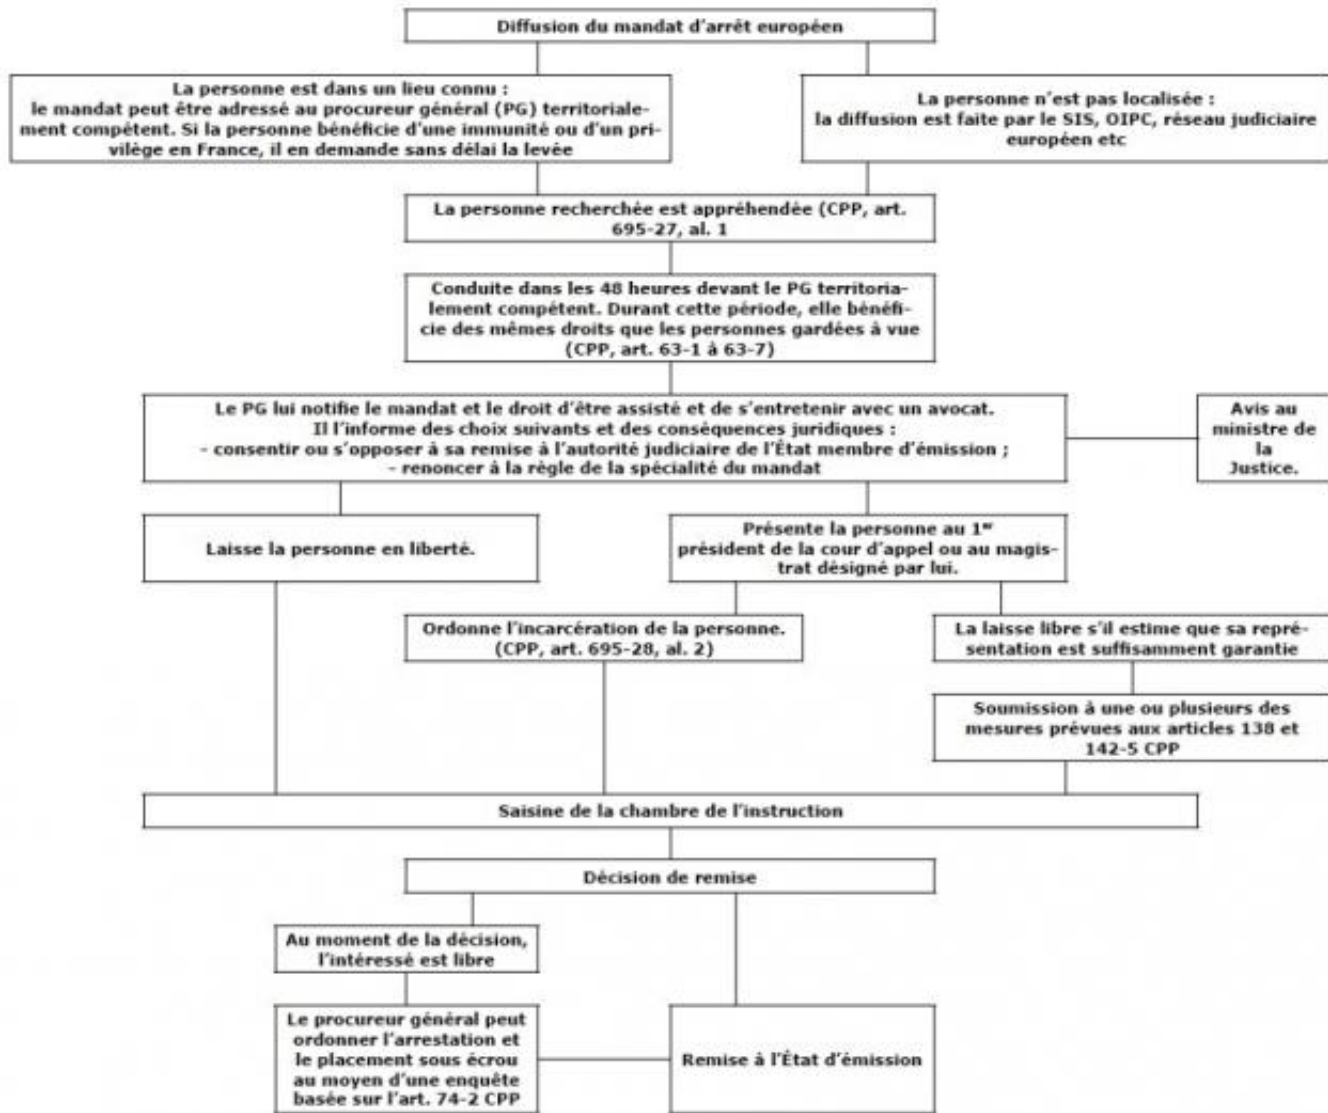 Diffusion du mandat d'arrêt européen
La personne est dans un lieu connu :
le mandat peut être adressé au procureur général (PG) territoriale-
ment compétent. Si la personne bénéficie d'une immunité ou d'un pri-
vilège en France, il en demande sans délai la levée
La personne n'est pas localisée :
la diffusion est faite par le SIS, OIPC, réseau judiciaire
européen etc
La personne recherchée est appréhendée (CPP, art.
695-27, al. 1
Conduite dans les 48 heures devant le PG territoria-
lement compétent. Durant cette période, elle bénéfi-
cie des mêmes droits que les personnes gardées à vue
(CPP, art. 63-1 à 63-7)
Le PG lui notifie le mandat et le droit d'être assisté et de s'entretenir avec un avocat.
Il l'informe des choix suivants et des conséquences juridiques :
- consentir ou s'opposer à sa remise à l'autorité judiciaire de l'État membre d'émission ;
- renoncer à la règle de la spécialité du mandat
Avis au
ministre de
la
Justice.
Laisse la personne en liberté.
Présente la personne au 1er
président de la cour d'appel ou au magis-
trat désigné par lui.
Ordonne l'incarcération de la personne.
(CPP, art. 695-28, al. 2)
La laisse libre s'il estime que sa repré-
sentation est suffisamment garantie
Soumission à une ou plusieurs des
mesures prévues aux articles 138 et
142-5 CPP
Saisine de la chambre de l'instruction
Décision de remise
Au moment de la décision,
l'intéressé est libre
Le procureur général peut
ordonner l'arrestation et
le placement sous écrou
au moyen d'une enquête
basée sur l'art. 74-2 CPP
Remise à l'État d'émission